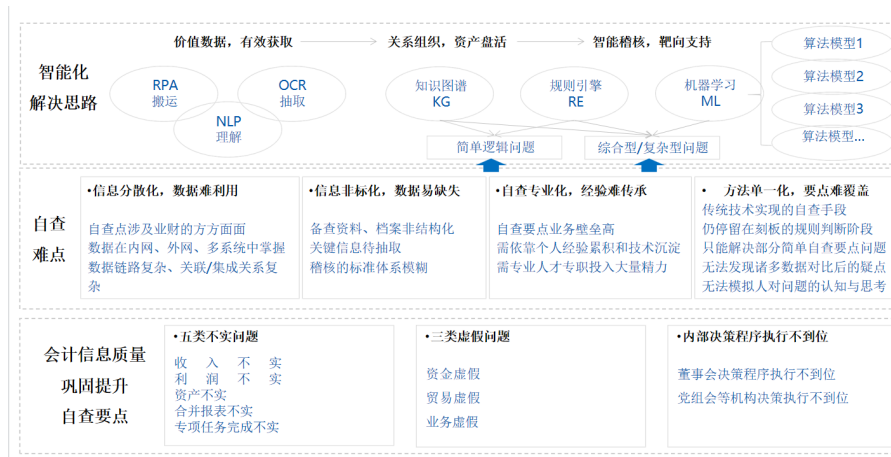 价值数据，有效获取
关系组织，资产盘活
智能稽核，靶向支持
智能化
解决思路
RPA
搬运
OCR
抽取
NLP
理解
知识图谱
KG
规则引擎
RE
机器学习
ML
算法模型1
算法模型2
算法模型3
算法模型...
简单逻辑问题
综合型/复杂型问题
自查
难点
•信息分散化，数据难利用
自查点涉及业财的方方面面
数据在内网、外网、多系统中掌握
数据链路复杂、关联/集成关系复
杂
•信息非标化，数据易缺失
备查资料、档案非结构化
关键信息待抽取
稽核的标准体系模糊
•自查专业化，经验难传承
自查要点业务壁垒高
需依靠个人经验累积和技术沉淀
需专业人才专职投入大量精力
• 方法单一化，要点难覆盖
传统技术实现的自查手段
仍停留在刻板的规则判断阶段
只能解决部分简单自查要点问题
无法发现诸多数据对比后的疑点
无法模拟人对问题的认知与思考
会计信息质量
巩固提升
自查要点
•五类不实问题
收 入 不 实
利 润 不 实
资产不实
合并报表不实
专项任务完成不实
•三类虚假问题
资金虚假
贸易虚假
业务虚假
•内部决策程序执行不到位
董事会决策程序执行不到位
党组会等机构决策执行不到位